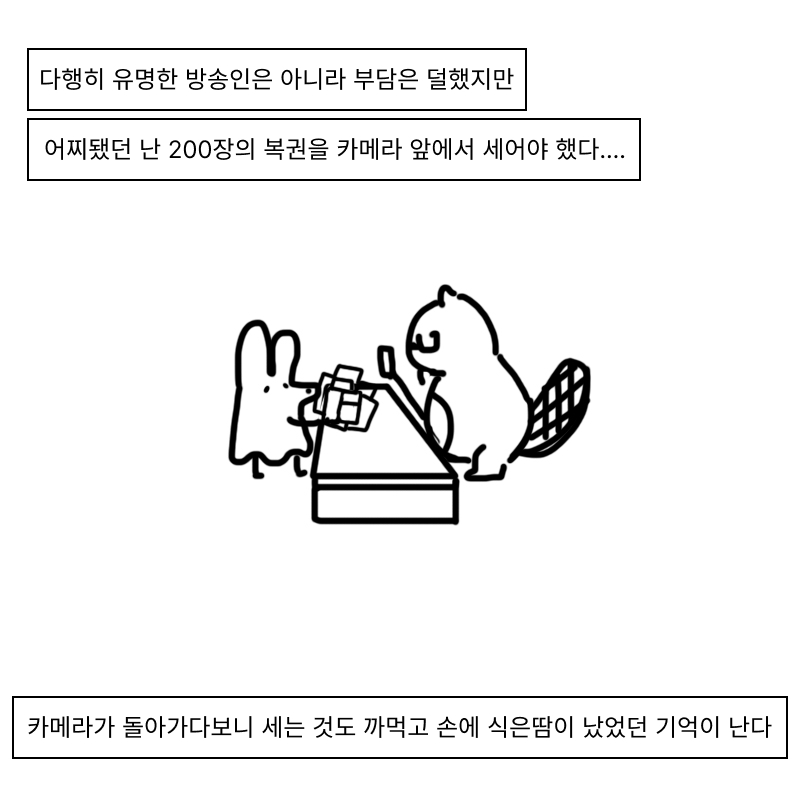 다행히 유명한 방송인은 아니라 부담은 덜했지만
어찌됐던 난 200장의 복권을 카메라 앞에서 세어야 했다....
카메라가 돌아가다보니 세는 것도 까먹고 손에 식은땀이 났었던 기억이 난다